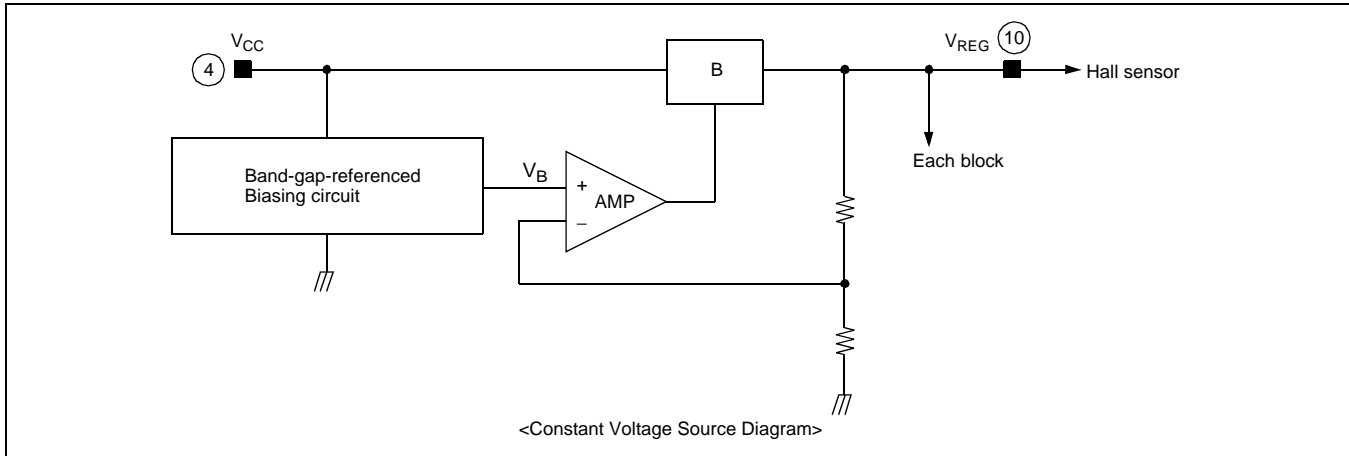 VCC
4
B
VREG
10
Hall sensor
Each block
Band-gap-referenced
Biasing circuit
VB
+
AMP
−
<Constant Voltage Source Diagram>